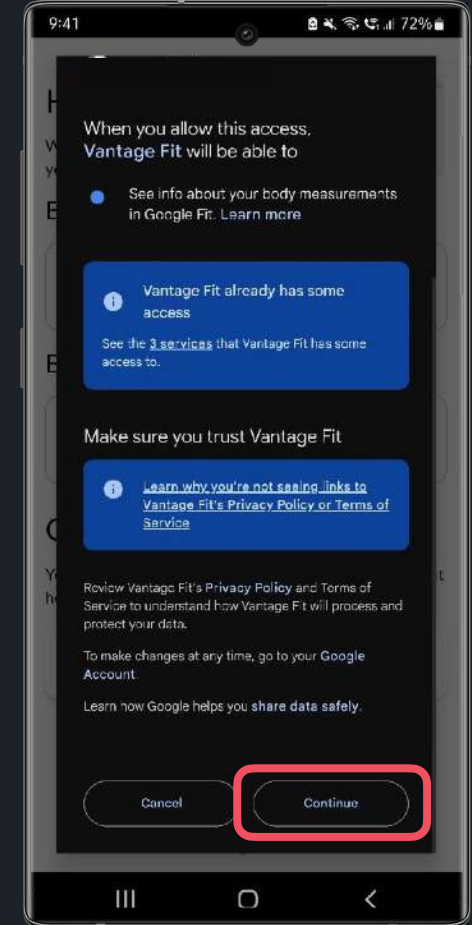 9:41
72%
When you allow this access,
Vantage Fit will be able to
See info about your body measurements
in Google Fit. Learn more
Vantage Fit already has some
access
See the 3 services that Vantage Fit has some
access to.
Make sure you trust Vantage Fit
Learn why you're not seeing links to
Vantage Fit's Privacy Policy or Terms of
Service
Review Vantage Fit's Privacy Policy and Terms of
Service to understand how Vantage Fit will process and
protect your data.
To make changes at any time, go to your Google
Account.
Learn how Google helps you share data safely.
Cancel
Continue